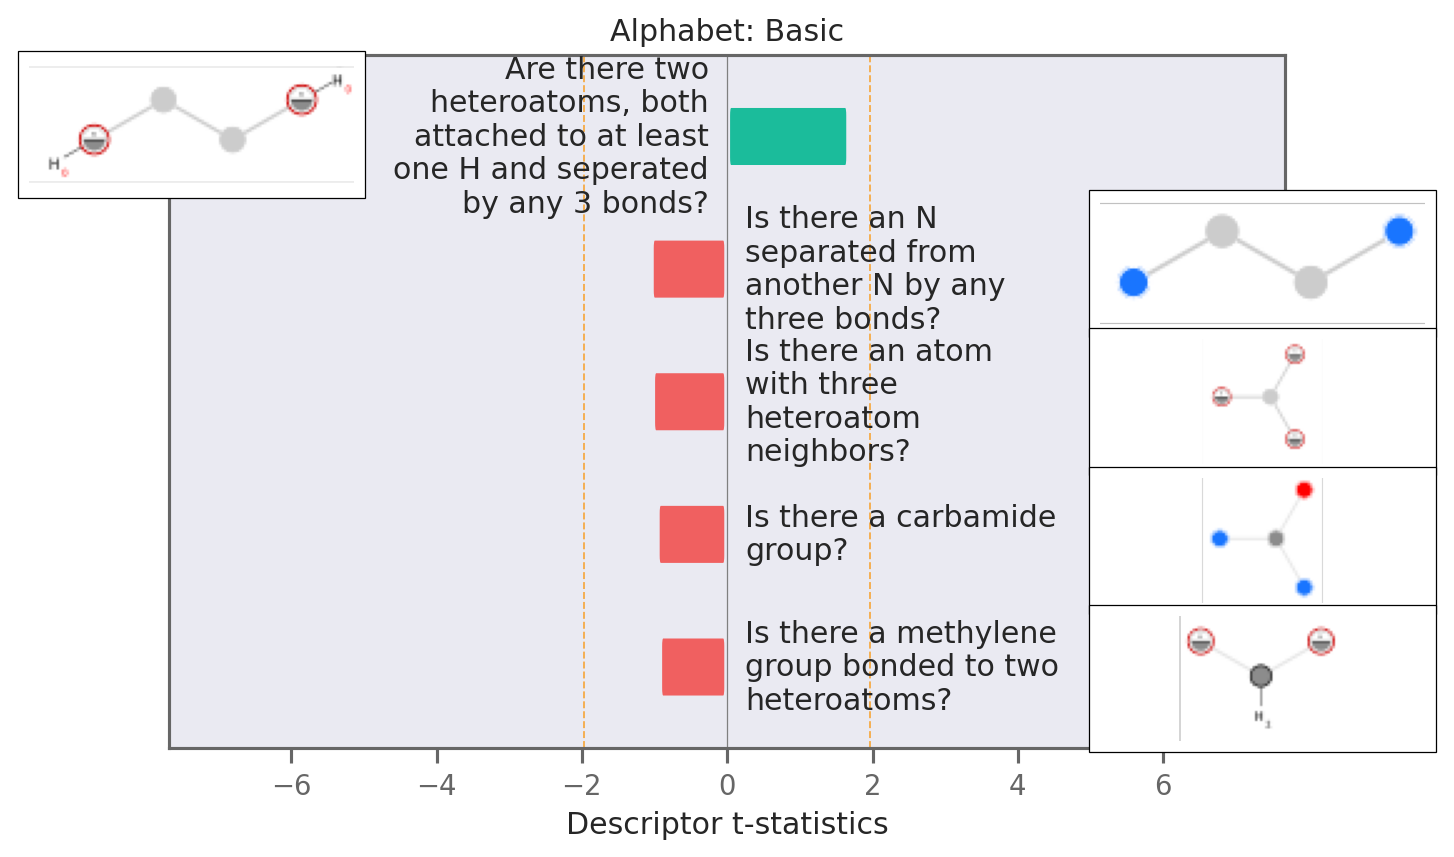 Alphabet: Basic
Are there two
heteroatoms, both
attached to at least
one H and seperated
by any 3 bonds?
H
0
H
0
Is there an N
separated from
another N by any
three bonds?
Is there an atom
with three
heteroatom
neighbors?
Is there a carbamide
group?
Is there a methylene
group bonded to two
heteroatoms?
H
−6
−4
−2
0
2
4
6
Descriptor t-statistics